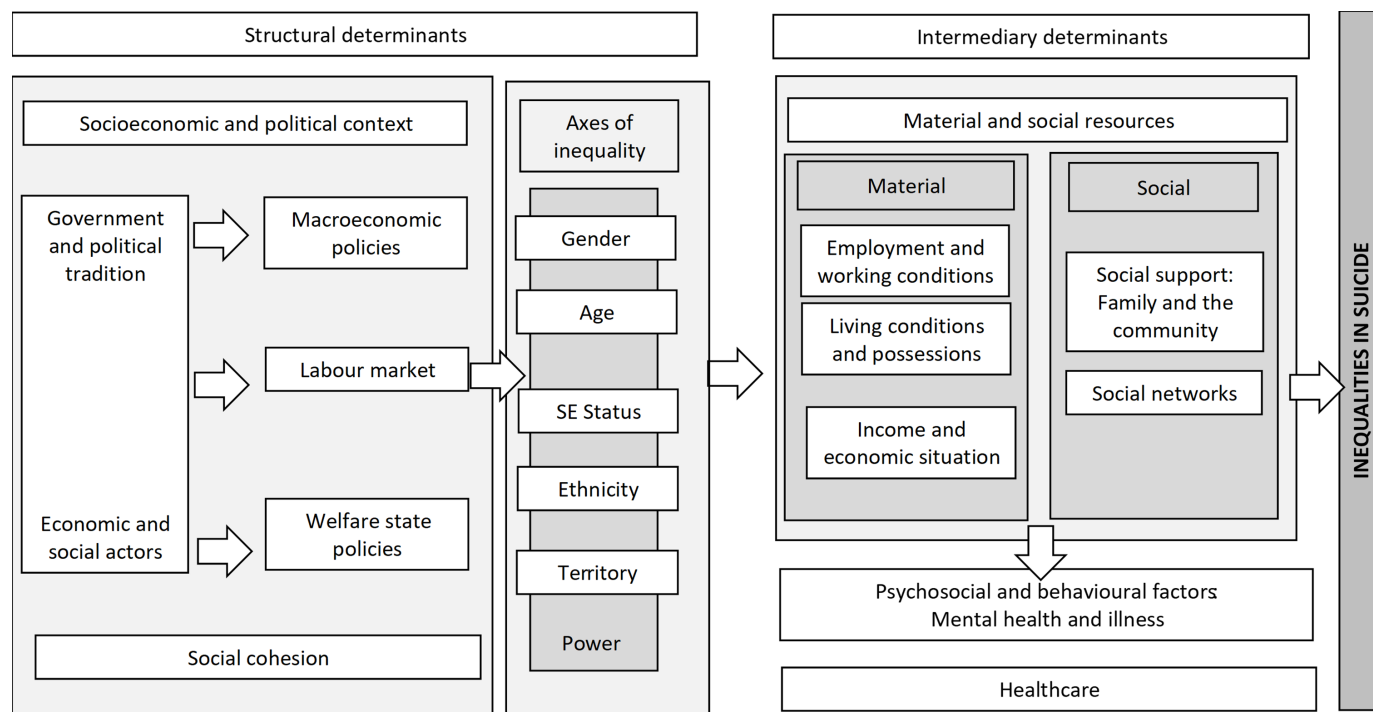 Structural determinants
Socioeconomic and political context
Government
and political
tradition
Economic and
social actors
Macroeconomic
policies
Labour market
Welfare state
policies
Social cohesion
Axes of
inequality
Gender
Age
SE Status
Ethnicity
Territory
Power
Intermediary determinants
Material and social resources
Material
Employment and
working conditions
Living conditions
and possessions
Income and
economic situation
Social
Social support:
Family and the
community
Social networks
Psychosocial and behavioural factors:
Mental health and illness
Healthcare
INEQUALITIES IN SUICIDE